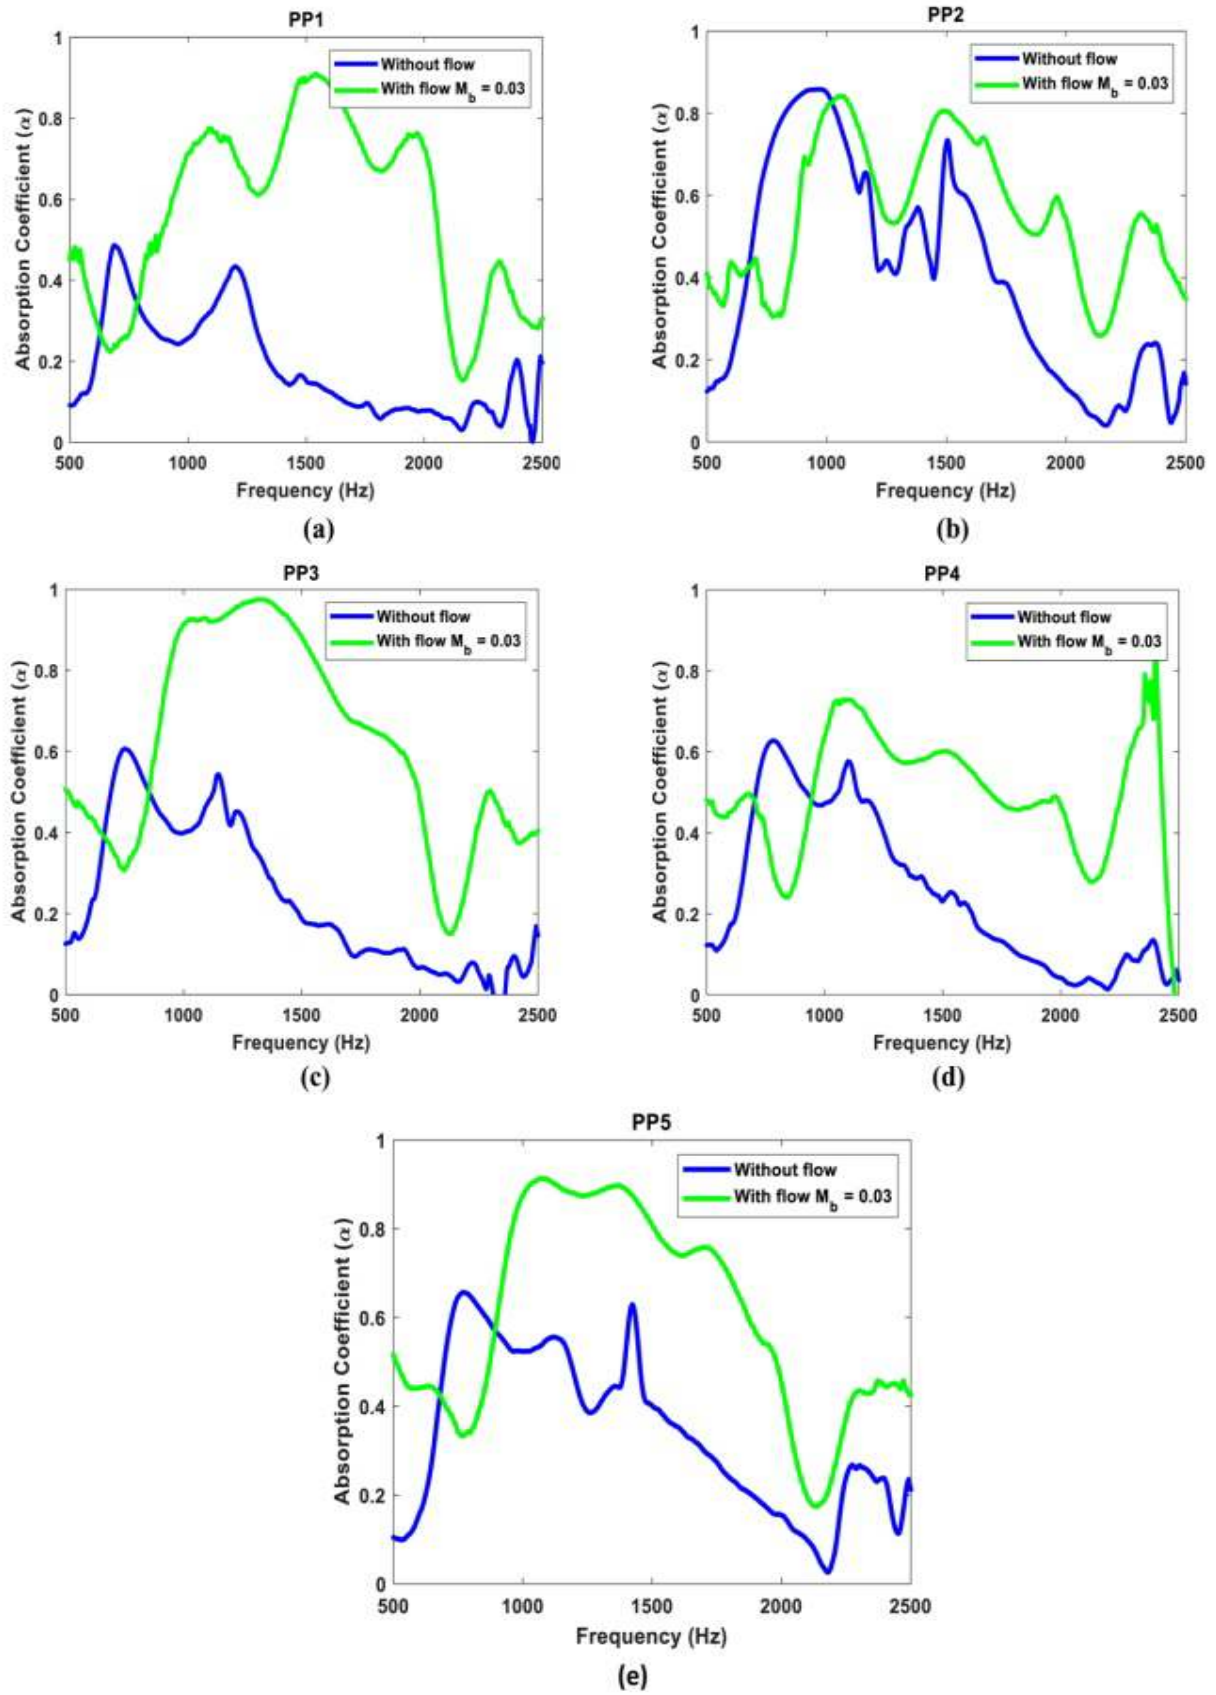 PP1
Without flow
With flow M_b = 0.03
Absorption Coefficient (α)
1
0.8
0.6
0.4
0.2
0
500 1000 1500 2000 2500
Frequency (Hz)
(a)
PP2
Without flow
With flow M_b = 0.03
Absorption Coefficient (α)
1
0.8
0.6
0.4
0.2
0
500 1000 1500 2000 2500
Frequency (Hz)
(b)
PP3
Without flow
With flow M_b = 0.03
Absorption Coefficient (α)
1
0.8
0.6
0.4
0.2
0
500 1000 1500 2000 2500
Frequency (Hz)
(c)
PP4
Without flow
With flow M_b = 0.03
Absorption Coefficient (α)
1
0.8
0.6
0.4
0.2
0
500 1000 1500 2000 2500
Frequency (Hz)
(d)
PP5
Without flow
With flow M_b = 0.03
Absorption Coefficient (α)
1
0.8
0.6
0.4
0.2
0
500 1000 1500 2000 2500
Frequency (Hz)
(e)